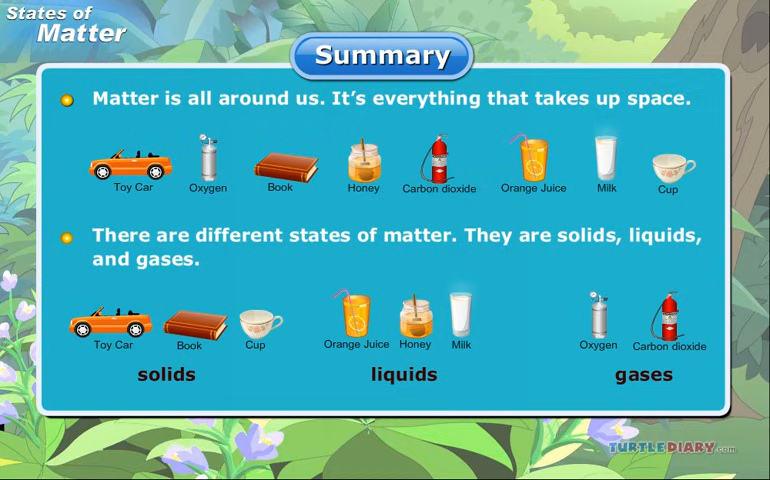 States of
Matter
Summary
Matter is all around us. It's everything that takes up space.
Toy Car
Oxygen
Book
Honey
Carbon dioxide
Orange Juice
Milk
Cup
There are different states of matter. They are solids, liquids,
and gases.
Toy Car
Book
Cup
Orange Juice
Honey
Milk
Oxygen
Carbon dioxide
solids
liquids
gases
TURTLEDIARY.com